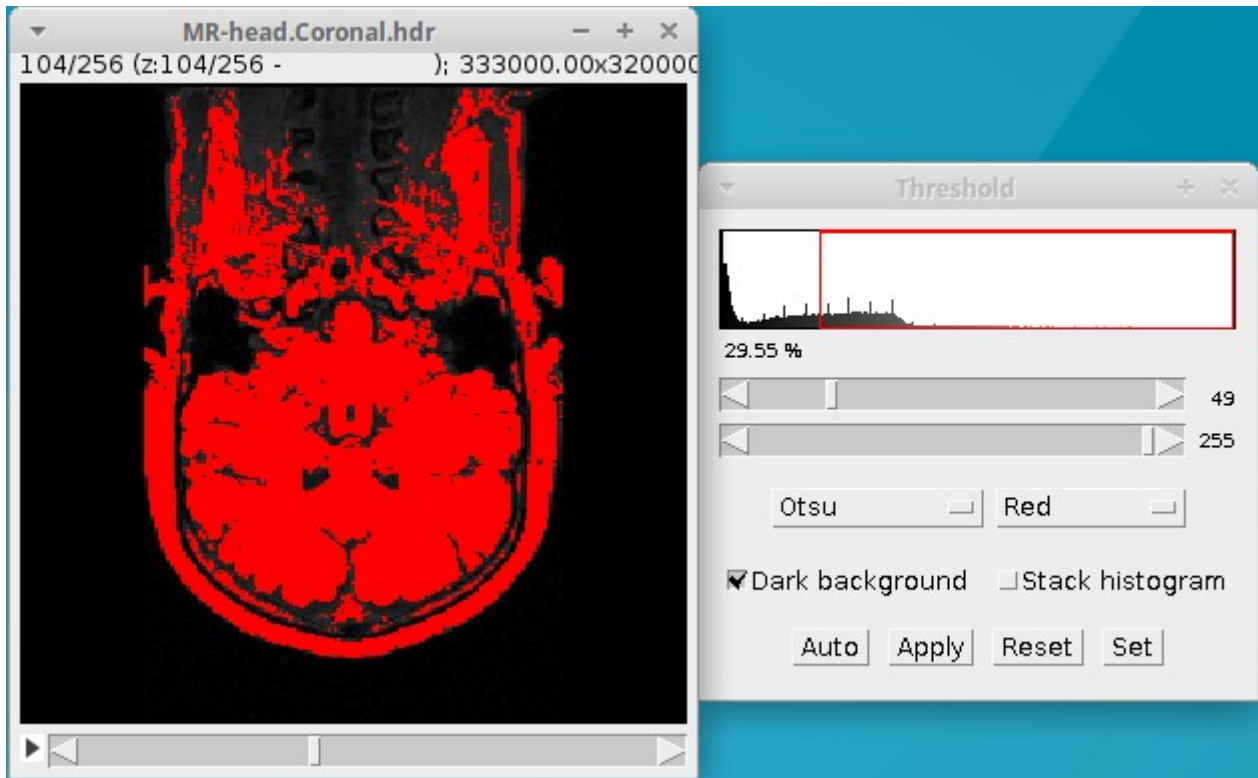 MR-head.Coronal.hdr
104/256 (z:104/256 - ); 333000.00x320000
Threshold
29.55 %
49
255
Otsu Red
Dark background Stack histogram
Auto Apply Reset Set